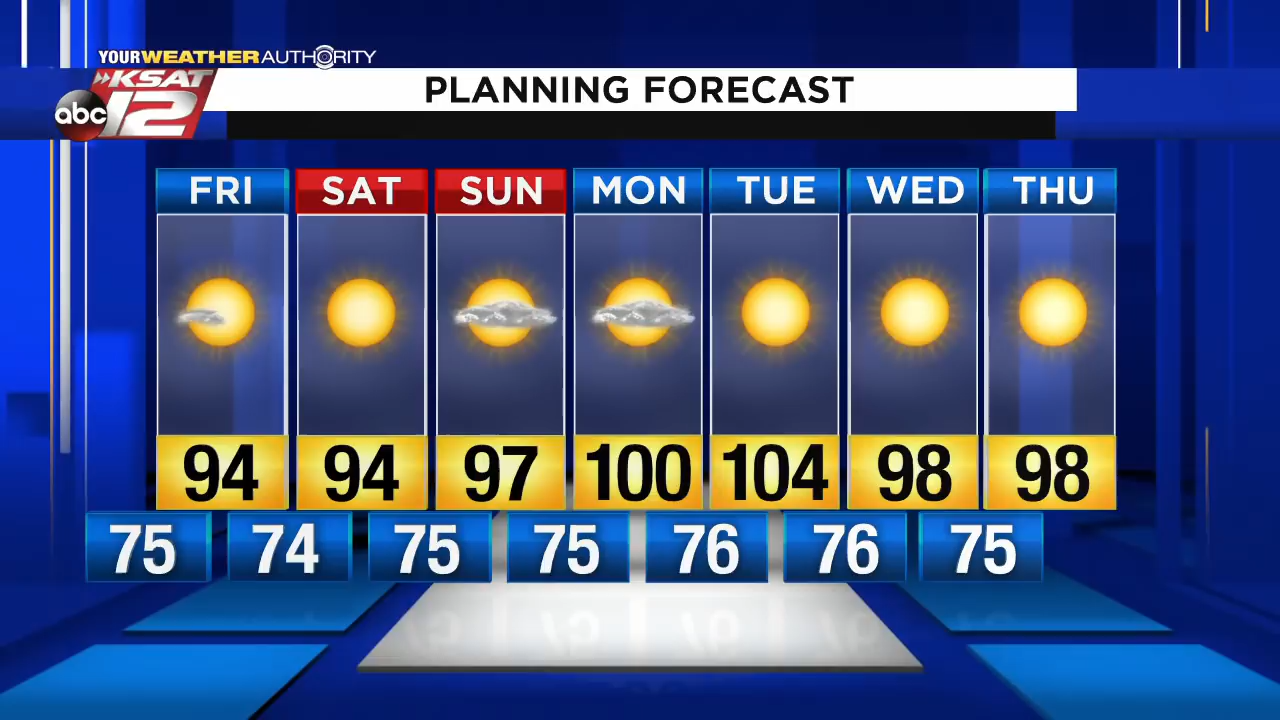 YOURWEATHERAUTHORITY
KSAT
abc 12
PLANNING FORECAST
FRI SAT SUN MON TUE WED THU
94 94 97 100 104 98 98
75 74 75 75 76 76 75